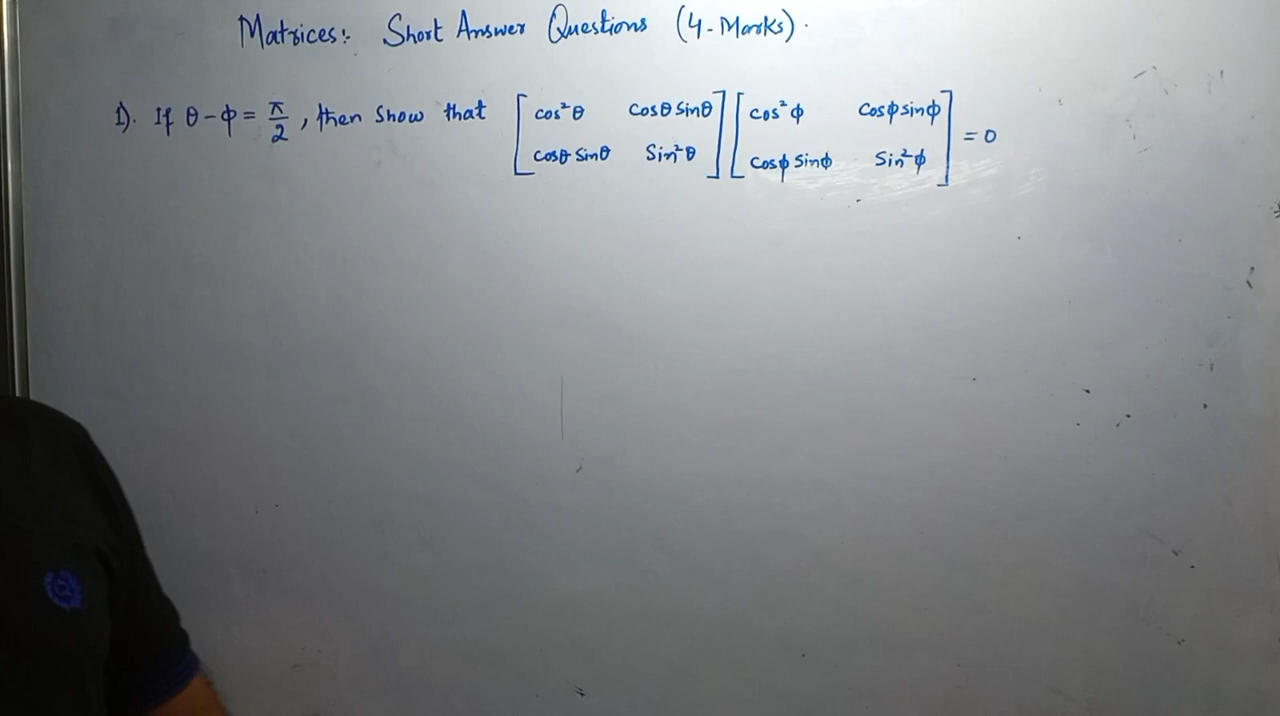 Matrices:- Short Answer Questions (4-Marks).
1). If θ-ϕ = π/2, then show that [cos²θ cosθ sinθ cosθ sinθ sin²θ] [cos²ϕ cosϕ sinϕ cosϕ sinϕ sin²ϕ] = 0